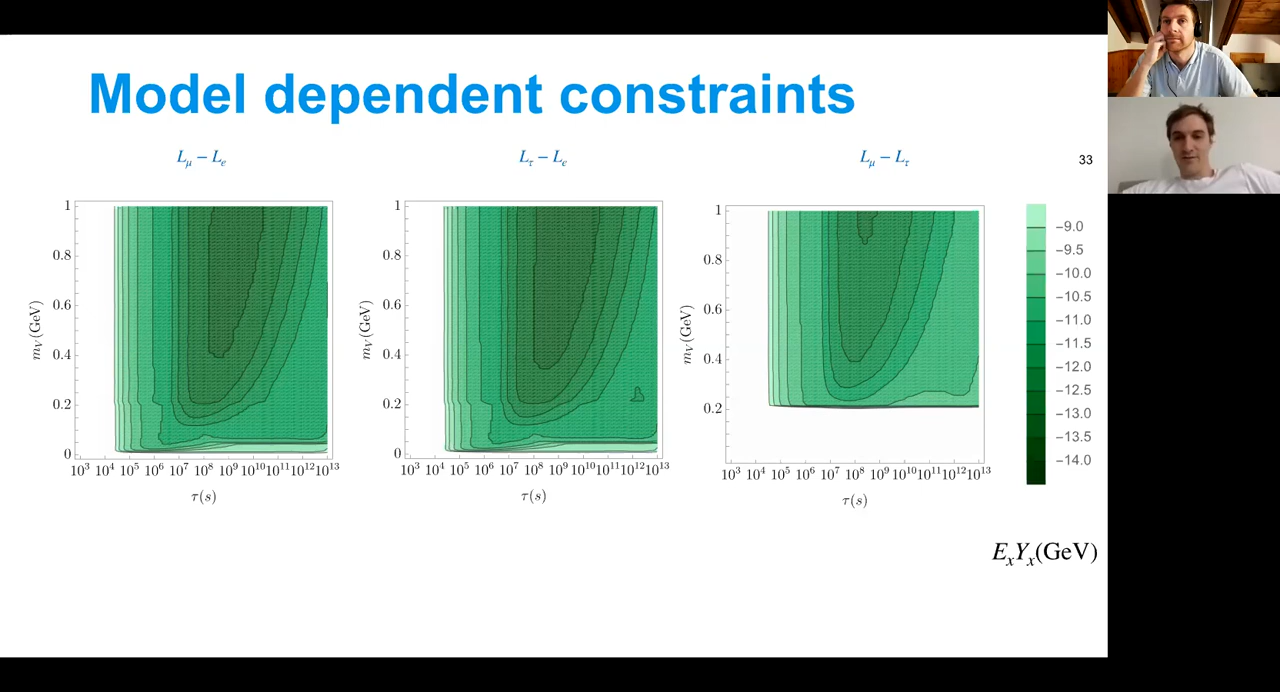 Model dependent constraints
L_μ − L_e
L_τ − L_e
L_μ − L_τ
33
1
0.8
0.6
0.4
0.2
0
m_V(GeV)
10^3 10^4 10^5 10^6 10^7 10^8 10^9 10^10 10^11 10^12 10^13
τ(s)
1
0.8
0.6
0.4
0.2
0
m_V(GeV)
10^3 10^4 10^5 10^6 10^7 10^8 10^9 10^10 10^11 10^12 10^13
τ(s)
1
0.8
0.6
0.4
0.2
m_V(GeV)
10^3 10^4 10^5 10^6 10^7 10^8 10^9 10^10 10^11 10^12 10^13
τ(s)
−9.0
−9.5
−10.0
−10.5
−11.0
−11.5
−12.0
−12.5
−13.0
−13.5
−14.0
E_xY_x(GeV)